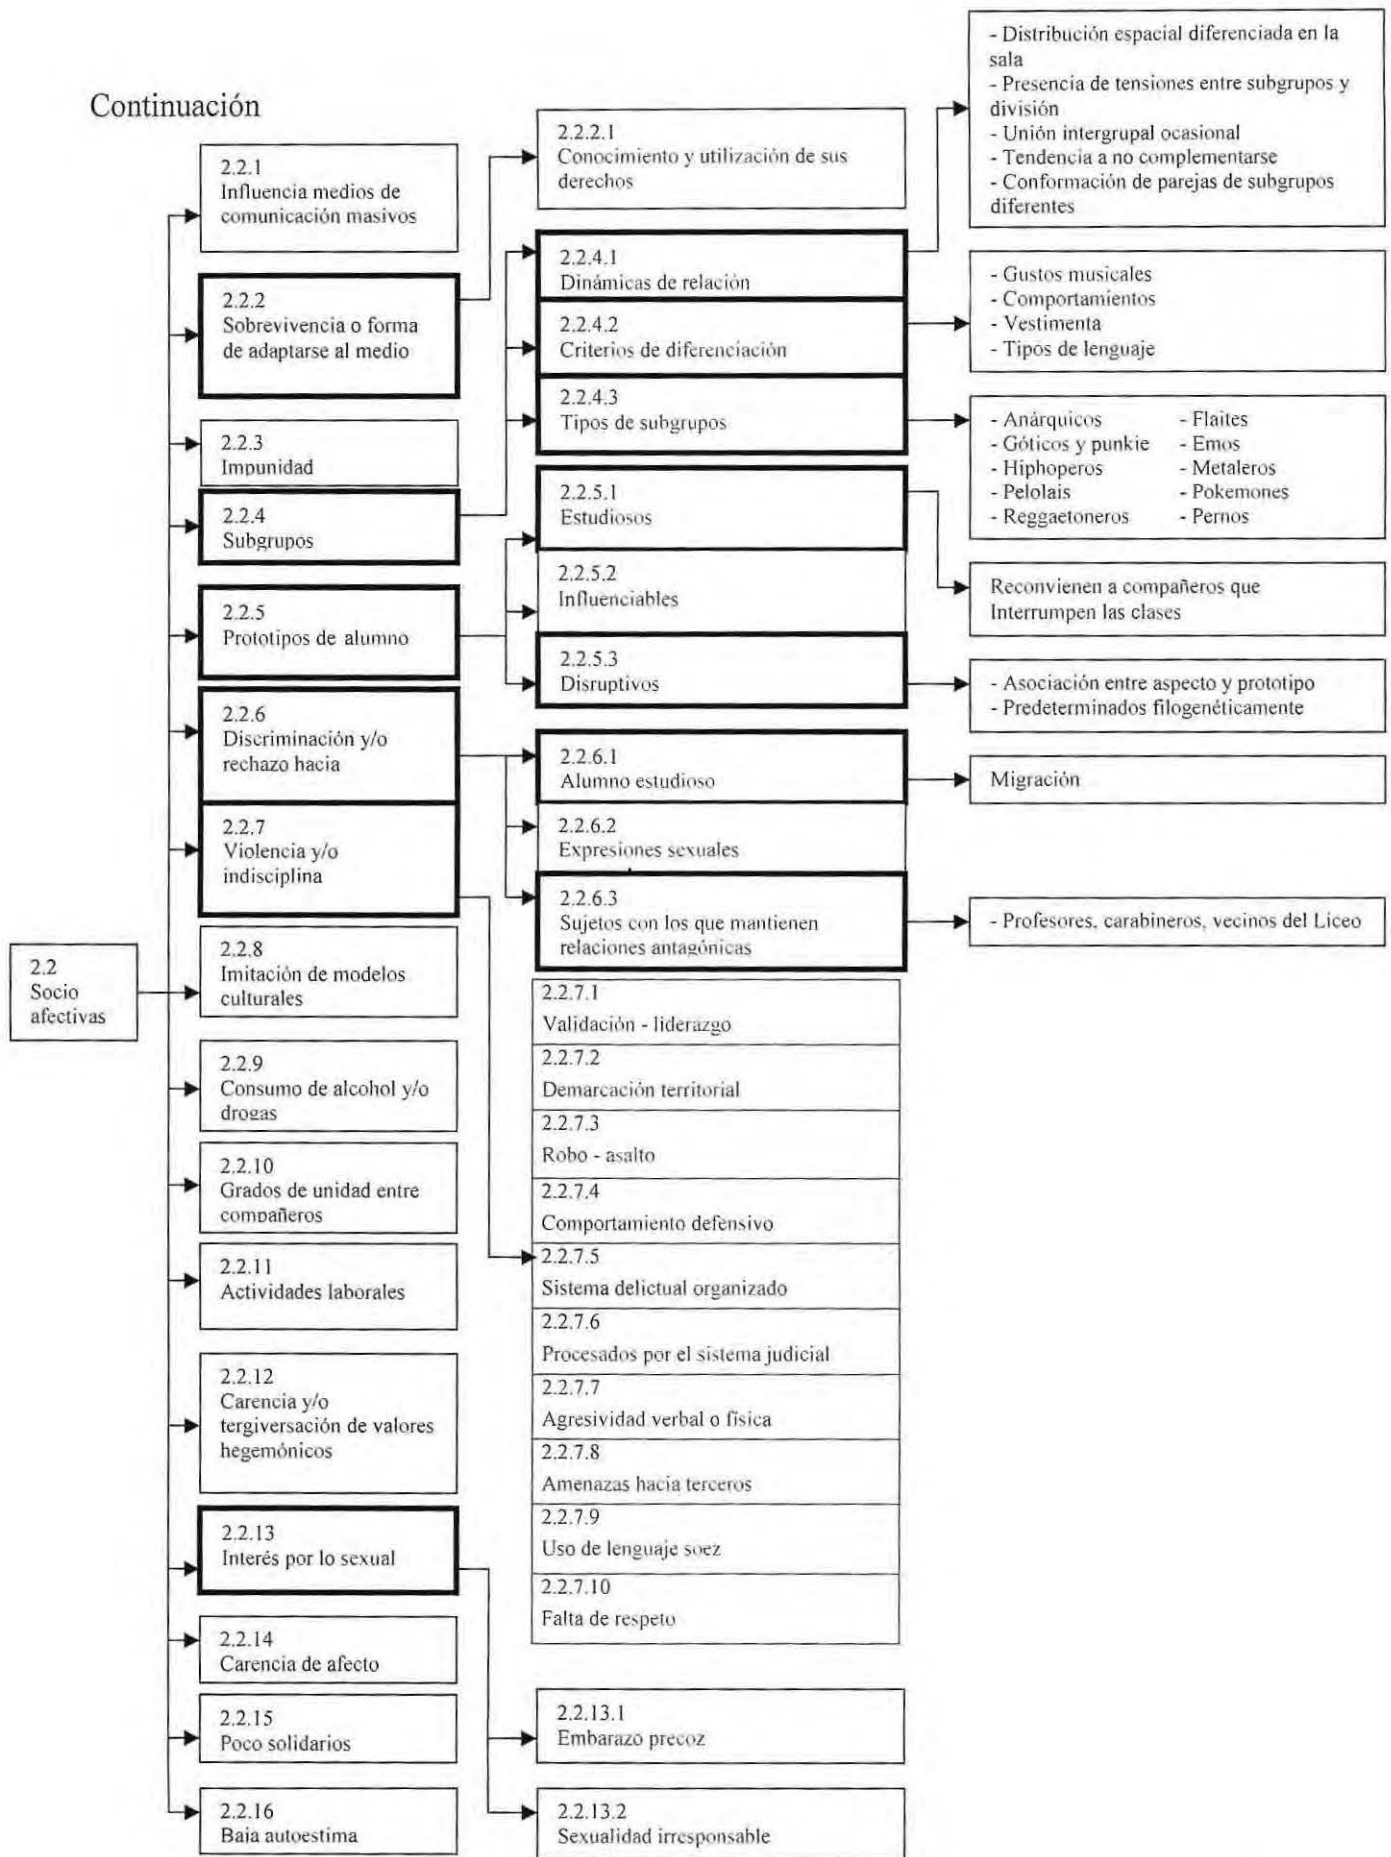 Continuación
2.2
Socio
afectivas
2.2.1
Influencia medios de
comunicación masivos
2.2.2
Sobrevivencia o forma
de adaptarse al medio
2.2.3
Impunidad
2.2.4
Subgrupos
2.2.5
Prototipos de alumno
2.2.6
Discriminación y/o
rechazo hacia
2.2.7
Violencia y/o
indisciplina
2.2.8
Imitación de modelos
culturales
2.2.9
Consumo de alcohol y/o
drogas
2.2.10
Grados de unidad entre
compañeros
2.2.11
Actividades laborales
2.2.12
Carencia y/o
tergiversación de valores
hegemónicos
2.2.13
Interés por lo sexual
2.2.14
Carencia de afecto
2.2.15
Poco solidarios
2.2.16
Baja autoestima
2.2.2.1
Conocimiento y utilización de sus
derechos
2.2.4.1
Dinámicas de relación
2.2.4.2
Criterios de diferenciación
2.2.4.3
Tipos de subgrupos
2.2.5.1
Estudiosos
2.2.5.2
Influenciables
2.2.5.3
Disruptivos
2.2.6.1
Alumno estudioso
2.2.6.2
Expresiones sexuales
2.2.6.3
Sujetos con los que mantienen
relaciones antagónicas
2.2.7.1
Validación - liderazgo
2.2.7.2
Demarcación territorial
2.2.7.3
Robo - asalto
2.2.7.4
Comportamiento defensivo
2.2.7.5
Sistema delictual organizado
2.2.7.6
Procesados por el sistema judicial
2.2.7.7
Agresividad verbal o física
2.2.7.8
Amenazas hacia terceros
2.2.7.9
Uso de lenguaje soez
2.2.7.10
Falta de respeto
2.2.13.1
Embarazo precoz
2.2.13.2
Sexualidad irresponsable
- Distribución espacial diferenciada en la
sala
- Presencia de tensiones entre subgrupos y
división
- Unión intergrupal ocasional
- Tendencia a no complementarse
- Conformación de parejas de subgrupos
diferentes
- Gustos musicales
- Comportamientos
- Vestimenta
- Tipos de lenguaje
- Anárquicos - Flaites
- Góticos y punkie - Emos
- Hiphoperos - Metaleros
- Pelolais - Pokemones
- Reggaetoneros - Pernos
Reconvienen a compañeros que
Interrumpen las clases
- Asociación entre aspecto y prototipo
- Predeterminados filogenéticamente
Migración
- Profesores, carabineros, vecinos del Liceo